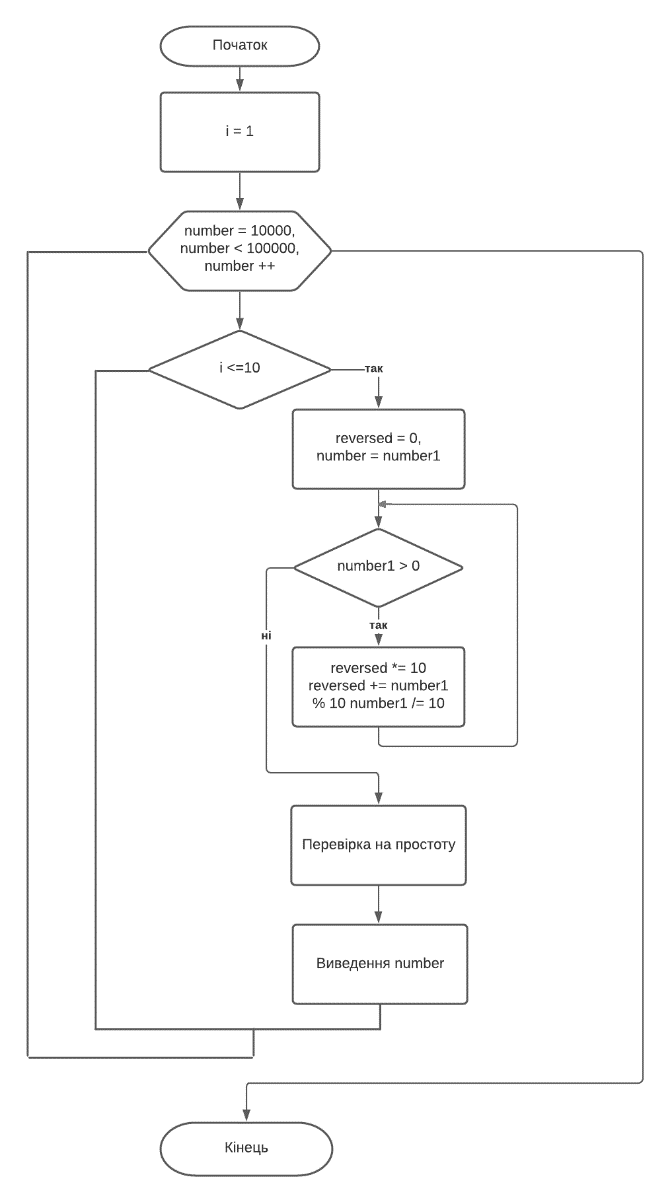 Початок
i = 1
number = 10000,
number < 100000,
number ++
i <=10
так
reversed = 0,
number = number1
number1 > 0
ні
так
reversed *= 10
reversed += number1
% 10 number1 /= 10
Перевірка на простоту
Виведення number
Кінець